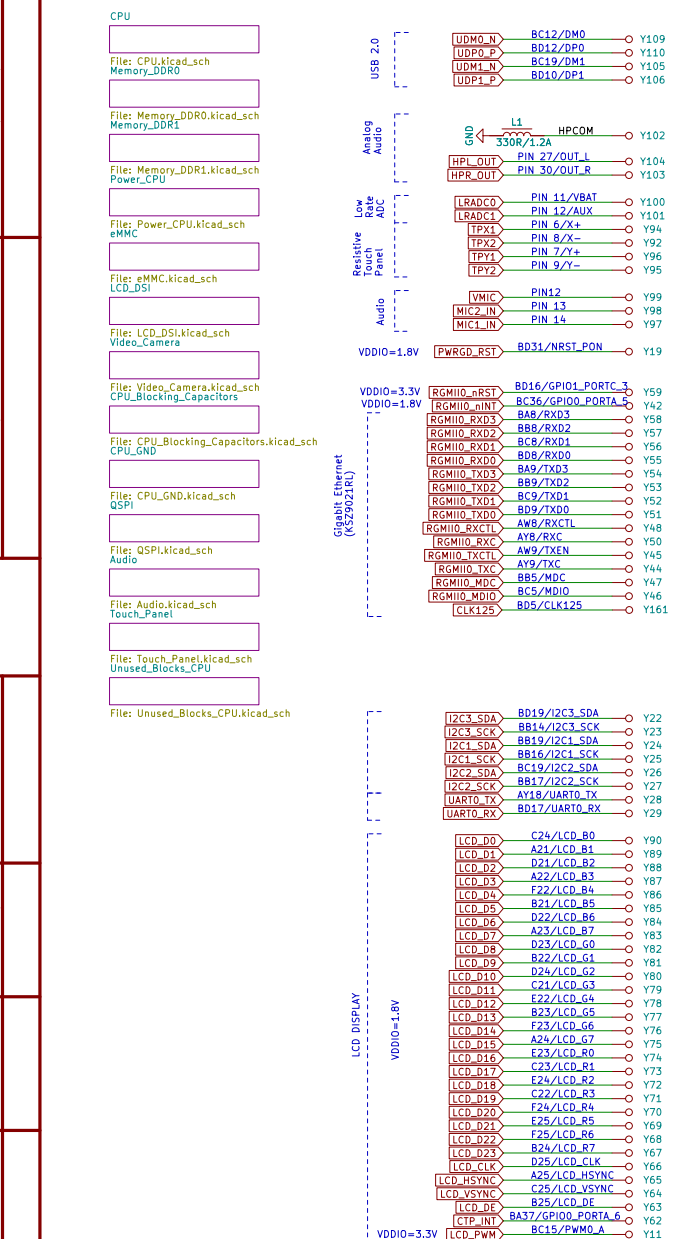 CPU
File: CPU.kicad_sch
Memory_DDR0
File: Memory_DDR0.kicad_sch
Memory_DDR1
File: Memory_DDR1.kicad_sch
Power_CPU
File: Power_CPU.kicad_sch
eMMC
File: eMMC.kicad_sch
LCD_DSI
File: LCD_DSI.kicad_sch
Video_Camera
File: Video_Camera.kicad_sch
CPU_Blocking_Capacitors
File: CPU_Blocking_Capacitors.kicad_sch
CPU_GND
File: CPU_GND.kicad_sch
QSPI
File: QSPI.kicad_sch
Audio
File: Audio.kicad_sch
Touch_Panel
File: Touch_Panel.kicad_sch
Unused_Blocks_CPU
File: Unused_Blocks_CPU.kicad_sch
USB 2.0
UDM0_N BC12/DM0 Y109
UDP0_P BD12/DP0 Y110
UDM1_N BC19/DM1 Y105
UDP1_P BD10/DP1 Y106
Analog
Audio
GND L1 HPCOM Y102
330R/1.2A
HPL_OUT PIN 27/OUT_L Y104
HPR_OUT PIN 30/OUT_R Y103
Low
Rate
ADC
LRADC0 PIN 11/VBAT Y100
LRADC1 PIN 12/AUX Y101
Resistive
Touch
Panel
TPX1 PIN 6/X+ Y94
TPX2 PIN 8/X- Y92
TPY1 PIN 7/Y+ Y96
TPY2 PIN 9/Y- Y95
Audio
VMIC PIN12 Y99
MIC2_IN PIN 13 Y98
MIC1_IN PIN 14 Y97
VDDIO=1.8V PWRGD_RST BD31/NRST_PON Y19
VDDIO=3.3V RGMII0_nRST BD16/GPIO1_PORTC_3 Y59
VDDIO=1.8V RGMII0_nINT BC36/GPIO0_PORTA_5 Y42
Gigabit Ethernet
(KSZ9021RL)
RGMII0_RXD3 BA8/RXD3 Y58
RGMII0_RXD2 BB8/RXD2 Y57
RGMII0_RXD1 BC8/RXD1 Y56
RGMII0_RXD0 BD8/RXD0 Y55
RGMII0_TXD3 BA9/TXD3 Y54
RGMII0_TXD2 BB9/TXD2 Y53
RGMII0_TXD1 BC9/TXD1 Y52
RGMII0_TXD0 BD9/TXD0 Y51
RGMII0_RXCTL AW8/RXCTL Y48
RGMII0_RXC AY8/RXC Y50
RGMII0_TXCTL AW9/TXEN Y45
RGMII0_TXC AY9/TXC Y44
RGMII0_MDC BB5/MDC Y47
RGMII0_MDIO BC5/MDIO Y46
CLK125 BD5/CLK125 Y161
I2C3_SDA BD19/I2C3_SDA Y22
I2C3_SCK BB14/I2C3_SCK Y23
I2C1_SDA BB19/I2C1_SDA Y24
I2C1_SCK BB16/I2C1_SCK Y25
I2C2_SDA BC19/I2C2_SDA Y26
I2C2_SCK BB17/I2C2_SCK Y27
UART0_TX AY18/UART0_TX Y28
UART0_RX BD17/UART0_RX Y29
LCD DISPLAY
VDDIO=1.8V
LCD_D0 C24/LCD_B0 Y90
LCD_D1 A21/LCD_B1 Y89
LCD_D2 D21/LCD_B2 Y88
LCD_D3 A22/LCD_B3 Y87
LCD_D4 F22/LCD_B4 Y86
LCD_D5 B21/LCD_B5 Y85
LCD_D6 D22/LCD_B6 Y84
LCD_D7 A23/LCD_B7 Y83
LCD_D8 D23/LCD_G0 Y82
LCD_D9 B22/LCD_G1 Y81
LCD_D10 D24/LCD_G2 Y80
LCD_D11 C21/LCD_G3 Y79
LCD_D12 E22/LCD_G4 Y78
LCD_D13 B23/LCD_G5 Y77
LCD_D14 F23/LCD_G6 Y76
LCD_D15 A24/LCD_G7 Y75
LCD_D16 E23/LCD_R0 Y74
LCD_D17 C23/LCD_R1 Y73
LCD_D18 E24/LCD_R2 Y72
LCD_D19 C22/LCD_R3 Y71
LCD_D20 F24/LCD_R4 Y70
LCD_D21 E25/LCD_R5 Y69
LCD_D22 F25/LCD_R6 Y68
LCD_D23 B24/LCD_R7 Y67
LCD_CLK D25/LCD_CLK Y66
LCD_HSYNC A25/LCD_HSYNC Y65
LCD_VSYNC C25/LCD_VSYNC Y64
LCD_DE B25/LCD_DE Y63
CTP_INT BA37/GPIO0_PORTA_6 Y62
VDDIO=3.3V LCD_PWM BC15/PWM0_A Y11